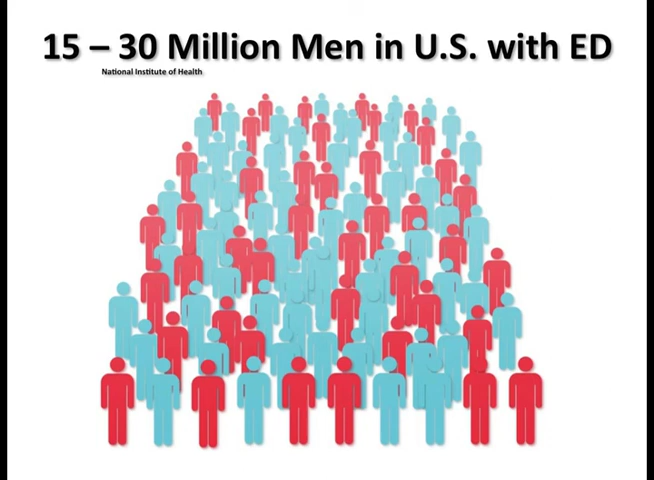 15 – 30 Million Men in U.S. with ED
National Institute of Health